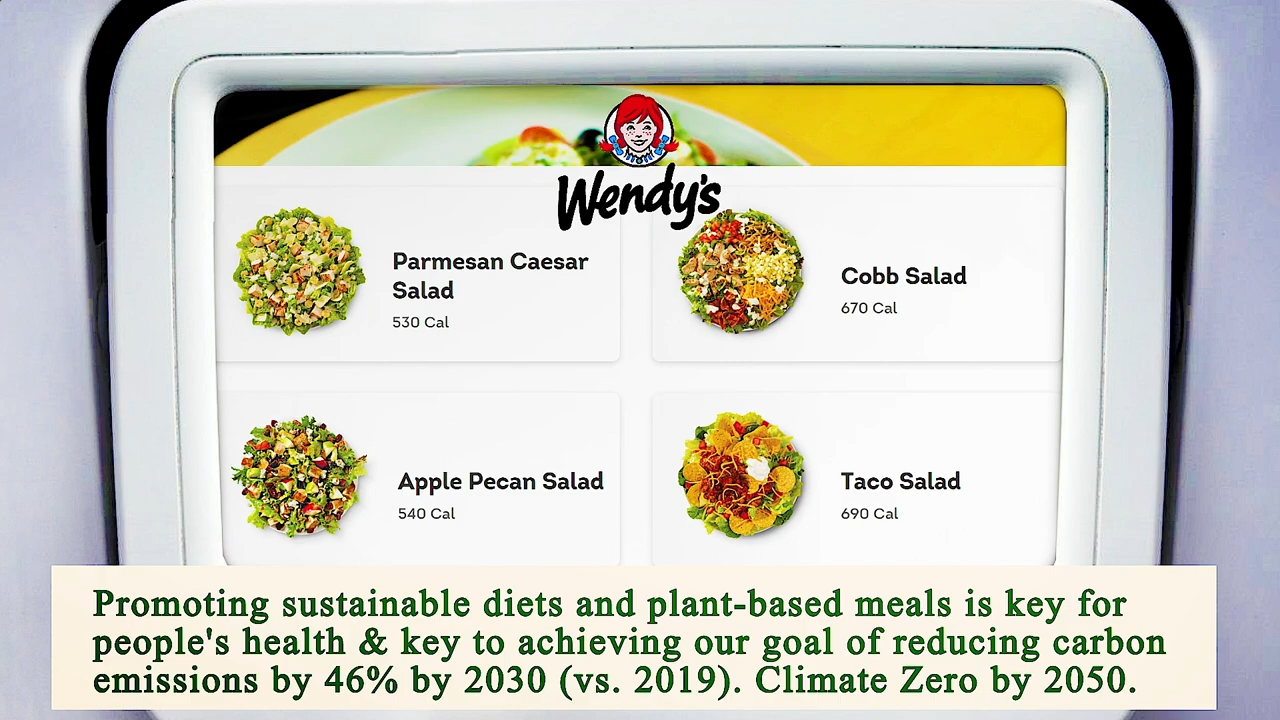 Wendy's
Parmesan Caesar
Salad
530 Cal
Cobb Salad
670 Cal
Apple Pecan Salad
540 Cal
Taco Salad
690 Cal
Promoting sustainable diets and plant-based meals is key for
people's health & key to achieving our goal of reducing carbon
emissions by 46% by 2030 (vs. 2019). Climate Zero by 2050.